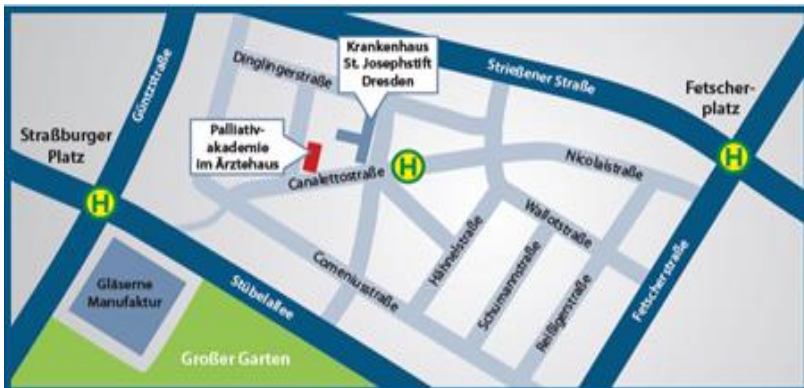 Krankenhaus
St. Josephstift
Dresden
Dinglingerstraße
Güntzstraße
Strießener Straße
Fetscher-
platz
Straßburger
Platz
Palliativ-
akademie
im Ärztehaus
H
H
H
Nicolaistraße
Canalettostraße
Wallotstraße
Hähnelstraße
Schumannstraße
Reißigerstraße
Fetscherstraße
Comeniusstraße
Stübelallee
Gläserne
Manufaktur
Großer Garten